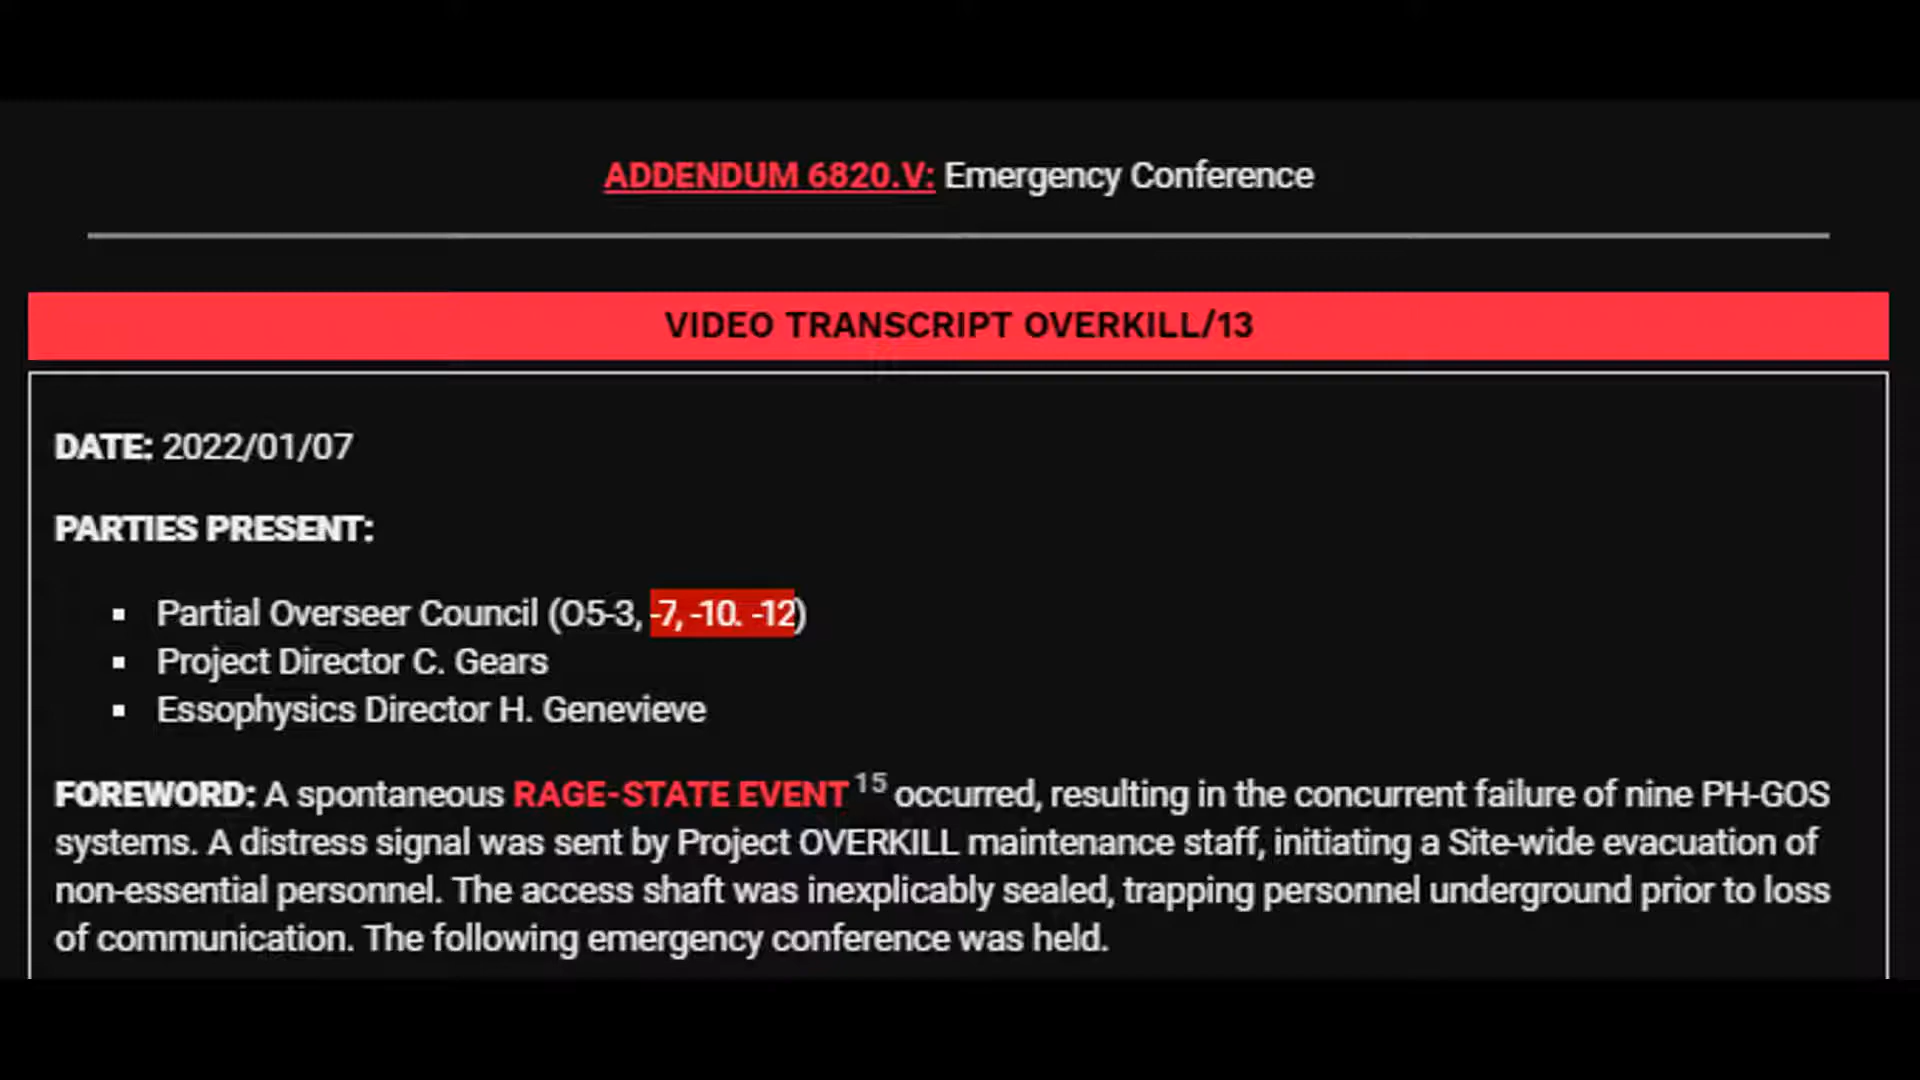 ADDENDUM 6820.V: Emergency Conference
VIDEO TRANSCRIPT OVERKILL/13
DATE: 2022/01/07
PARTIES PRESENT:
▪ Partial Overseer Council (O5-3, -7, -10. -12)
▪ Project Director C. Gears
▪ Essophysics Director H. Genevieve
FOREWORD: A spontaneous RAGE-STATE EVENT 15 occurred, resulting in the concurrent failure of nine PH-GOS
systems. A distress signal was sent by Project OVERKILL maintenance staff, initiating a Site-wide evacuation of
non-essential personnel. The access shaft was inexplicably sealed, trapping personnel underground prior to loss
of communication. The following emergency conference was held.